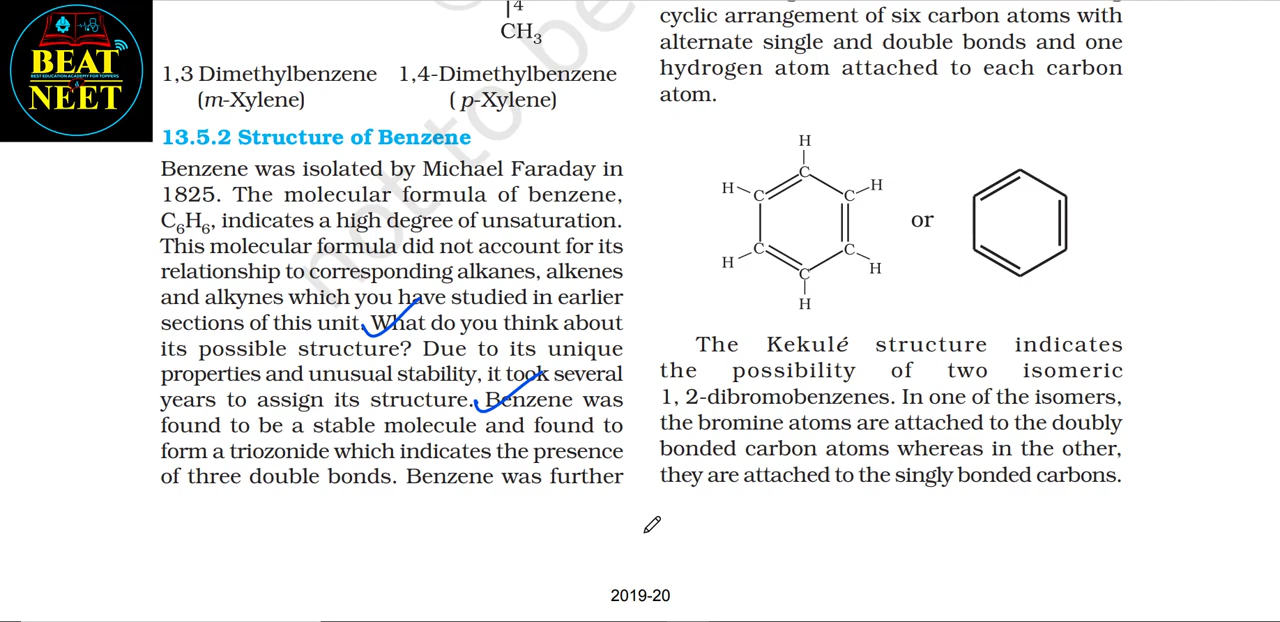 BEAT
BEST EDUCATION ACADEMY FOR TOPPERS
NEET
4
CH3
1,3 Dimethylbenzene 1,4-Dimethylbenzene
(m-Xylene) ( p-Xylene)
13.5.2 Structure of Benzene
Benzene was isolated by Michael Faraday in
1825. The molecular formula of benzene,
C6H6, indicates a high degree of unsaturation.
This molecular formula did not account for its
relationship to corresponding alkanes, alkenes
and alkynes which you have studied in earlier
sections of this unit. What do you think about
its possible structure? Due to its unique
properties and unusual stability, it took several
years to assign its structure. Benzene was
found to be a stable molecule and found to
form a triozonide which indicates the presence
of three double bonds. Benzene was further
not to be
cyclic arrangement of six carbon atoms with
alternate single and double bonds and one
hydrogen atom attached to each carbon
atom.
H
C
H C C H
or
H C C H
C
H
The Kekulé structure indicates
the possibility of two isomeric
1, 2-dibromobenzenes. In one of the isomers,
the bromine atoms are attached to the doubly
bonded carbon atoms whereas in the other,
they are attached to the singly bonded carbons.
2019-20